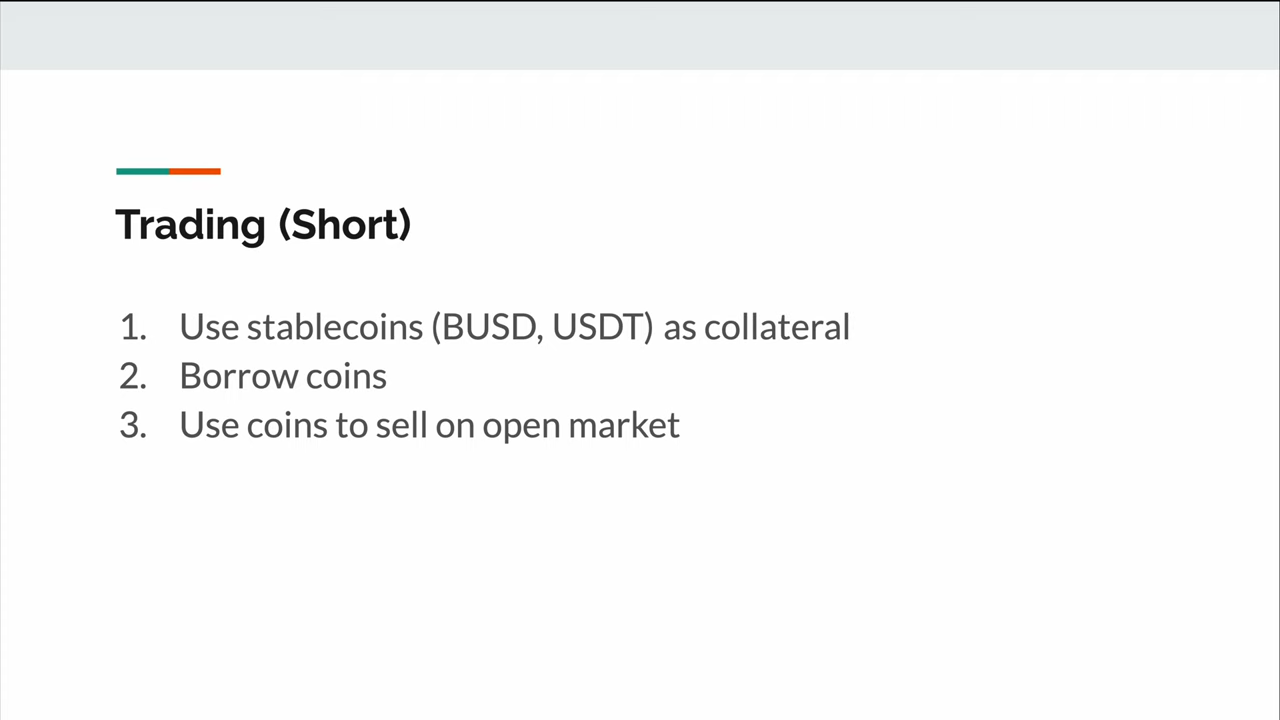 Trading (Short)
1. Use stablecoins (BUSD, USDT) as collateral
2. Borrow coins
3. Use coins to sell on open market